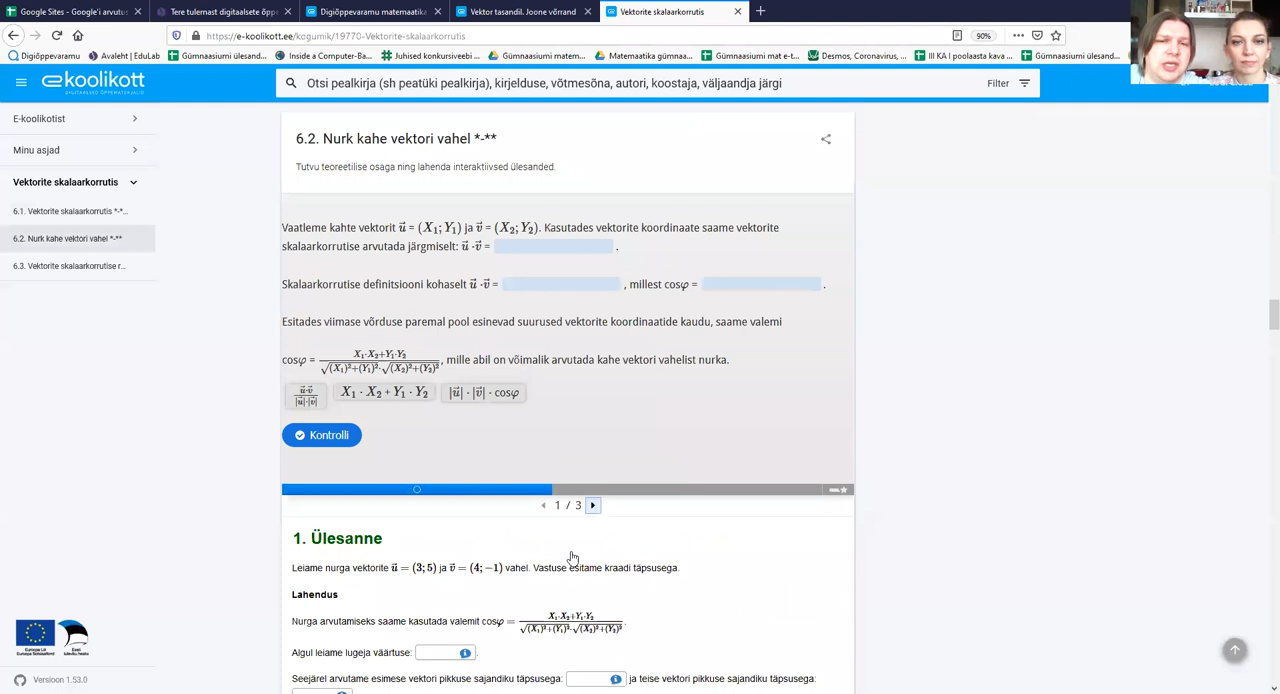 Google Sites - Google'i arvutus
Tere tulemast digitaalsete õppe
Digiõppevaramu matemaatika
Vektor tasandil. Joone võrrand
Vektorite skalaarkorrutis
https://e-koolikott.ee/kogumik/19770-Vektorite-skalaarkorrutis
90%
Digiõppevaramu
Avaleht | EduLab
Gümnaasiumi ülesand...
Inside a Computer-Ba...
Juhised konkursiveebi ...
Gümnaasiumi matem...
Matemaatika gümnaa...
Gümnaasiumi mat e-t...
Desmos, Coronavirus, ...
III KA I poolaasta kava ...
Gümnaasiumi ülesand...
e-koolikott
DIGITAALSED ÕPPEMATERJALID
Otsi pealkirja (sh peatüki pealkirja), kirjelduse, võtmesõna, autori, koostaja, väljaandja järgi
Filter
E-koolikotist
Minu asjad
Vektorite skalaarkorrutis
6.1. Vektorite skalaarkorrutis *-*...
6.2. Nurk kahe vektori vahel *-**
6.3. Vektorite skalaarkorrutise r...
6.2. Nurk kahe vektori vahel *-**
Tutvu teoreetilise osaga ning lahenda interaktiivsed ülesanded.
Vaatleme kahte vektorit u⃗ = (X₁; Y₁) ja v⃗ = (X₂; Y₂). Kasutades vektorite koordinaate saame vektorite
skalaarkorrutise arvutada järgmiselt: u⃗ · v⃗ = .
Skalaarkorrutise definitsiooni kohaselt u⃗ · v⃗ = , millest cosφ = .
Esitades viimase võrduse paremal pool esinevad suurused vektorite koordinaatide kaudu, saame valemi
cosφ = X₁·X₂+Y₁·Y₂ / √(X₁)²+(Y₁)²·√(X₂)²+(Y₂)², mille abil on võimalik arvutada kahe vektori vahelist nurka.
u⃗·v⃗ / |u⃗|·|v⃗|
X₁ · X₂ + Y₁ · Y₂
|u⃗| · |v⃗| · cosφ
Kontrolli
1 / 3
1. Ülesanne
Leiame nurga vektorite u⃗ = (3; 5) ja v⃗ = (4; −1) vahel. Vastuse esitame kraadi täpsusega.
Lahendus
Nurga arvutamiseks saame kasutada valemit cosφ = X₁·X₂+Y₁·Y₂ / √(X₁)²+(Y₁)²·√(X₂)²+(Y₂)².
Algul leiame lugeja väärtuse: .
Seejärel arvutame esimese vektori pikkuse sajandiku täpsusega: ja teise vektori pikkuse sajandiku täpsusega:
Versioon 1.53.0